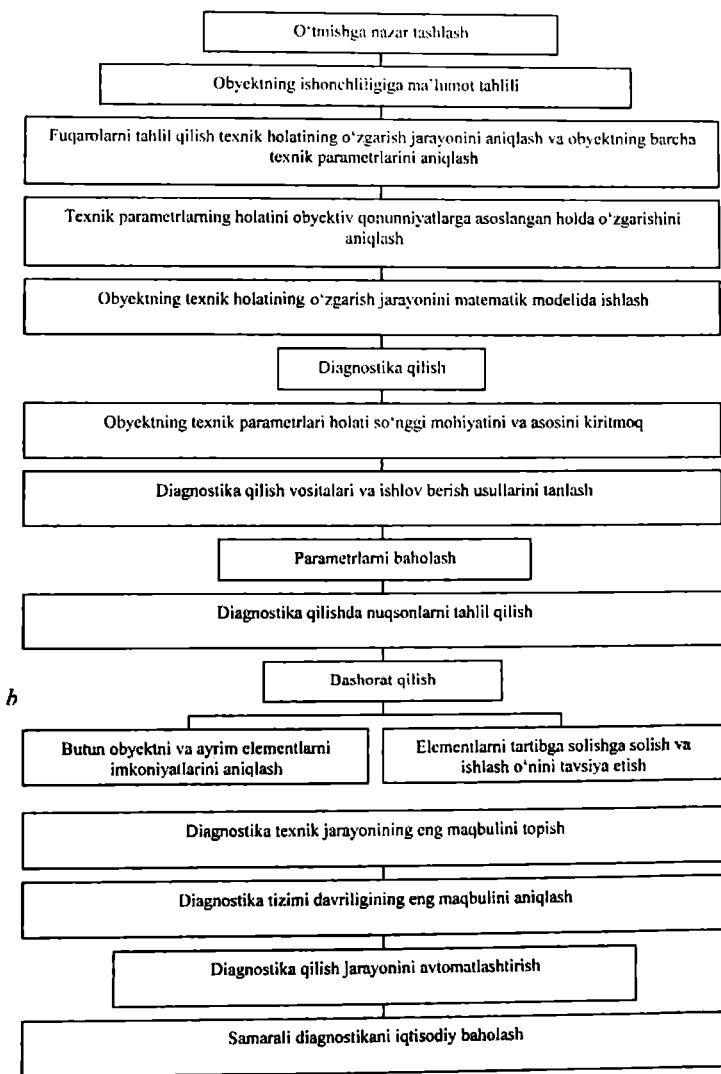 O‘tmishga nazar tashlash
Obyektning ishonchliligiga ma’lumot tahlili
Fuqarolarni tahlil qilish texnik holatining o‘zgarish jarayonini aniqlash va obyektning barcha
texnik parametrlarini aniqlash
Texnik parametrlarning holatini obyektiv qonunniyatlarga asoslangan holda o‘zgarishini
aniqlash
Obyektning texnik holatining o‘zgarish jarayonini matematik modelida ishlash
Diagnostika qilish
Obyektning texnik parametrlari holati so‘nggi mohiyatini va asosini kiritmoq
Diagnostika qilish vositalari va ishlov berish usullarini tanlash
Parametrlarni baholash
Diagnostika qilishda nuqsonlarni tahlil qilish
Bashorat qilish
b
Butun obyektni va ayrim elementlarni
imkoniyatlarini aniqlash
Elementlarni tartibga solishga solish va
ishlash o‘nini tavsiya etish
Diagnostika texnik jarayonining eng maqbulini topish
Diagnostika tizimi davriligining eng maqbulini aniqlash
Diagnostika qilish Jarayonini avtomatlashtirish
Samarali diagnostikani iqtisodiy baholash